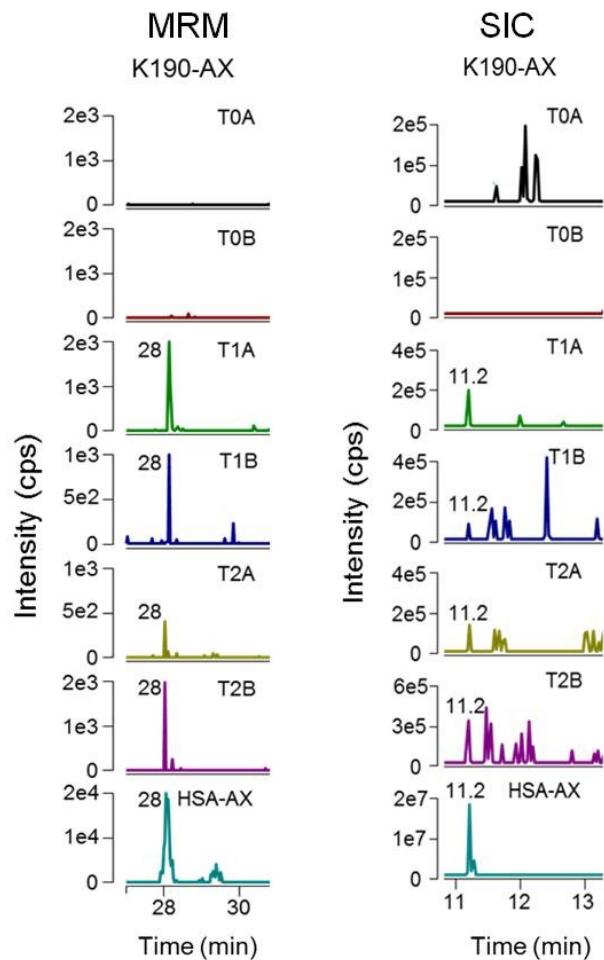 MRM
K190-AX
Intensity (cps)
2e3
1e3
0
T0A
2e3
1e3
0
T0B
2e3
1e3
0
28
T1A
1e3
5e2
0
28
T1B
1e3
5e2
0
28
T2A
2e3
1e3
0
28
T2B
2e4
1e4
0
28
HSA-AX
28
30
Time (min)
SIC
K190-AX
Intensity (cps)
2e5
1e5
0
T0A
2e5
2e5
0
T0B
4e5
2e5
0
11.2
T1A
4e5
2e5
0
11.2
T1B
4e5
2e5
0
11.2
T2A
6e5
3e5
0
11.2
T2B
2e7
1e7
0
11.2
HSA-AX
11
12
13
Time (min)